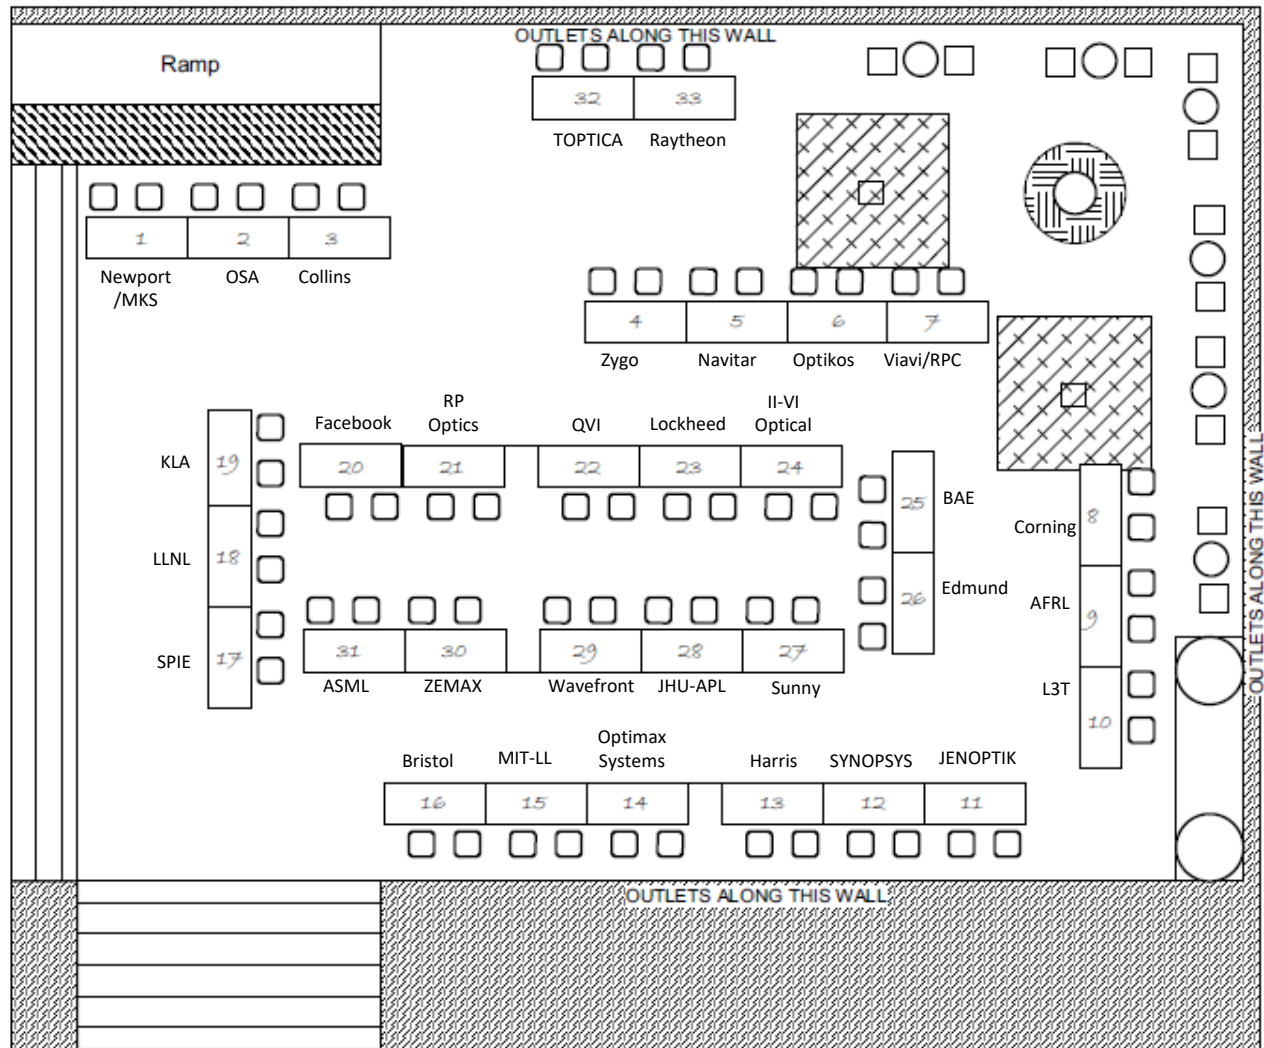 OUTLETS ALONG THIS WALL
Ramp
32 33
TOPTICA Raytheon
1 2 3
Newport OSA Collins
/MKS
4 5 6 7
Zygo Navitar Optikos Viavi/RPC
Facebook RP
Optics QVI Lockheed II-VI
Optical
KLA 19 20 21 22 23 24
25 BAE
LLNL 18
26 Edmund
SPIE 17
Corning 8
AFRL 9
L3T 10
OUTLETS ALONG THIS WALL
31 30 29 28 27
ASML ZEMAX Wavefront JHU-APL Sunny
Bristol MIT-LL Optimax
Systems Harris SYNOPSYS JENOPTIK
16 15 14 13 12 11
OUTLETS ALONG THIS WALL